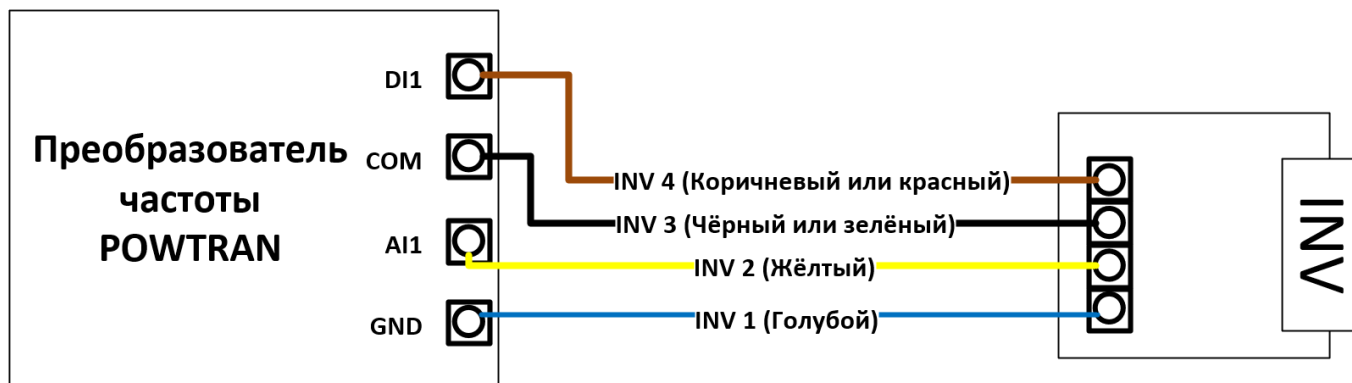 DI1
Преобразователь
частоты
POWTRAN
COM
AI1
GND
INV 4 (Коричневый или красный)
INV 3 (Чёрный или зелёный)
INV 2 (Жёлтый)
INV 1 (Голубой)
INV